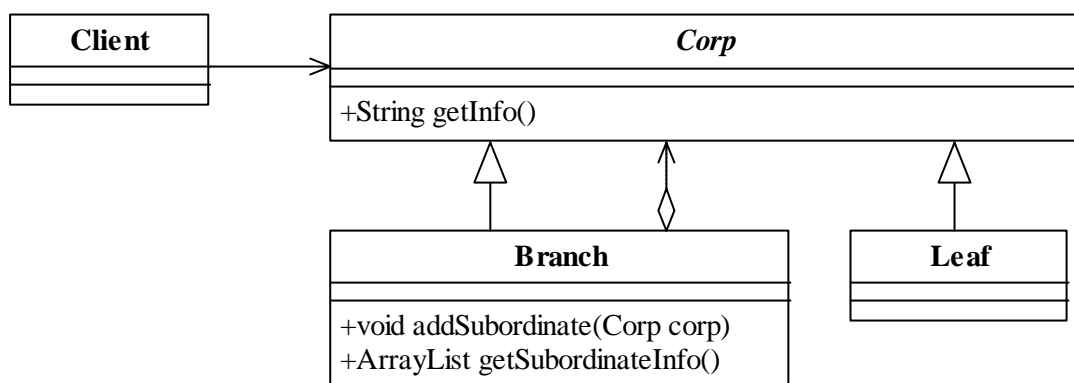 Client
Corp
+String getInfo()
Branch
Leaf
+void addSubordinate(Corp corp)
+ArrayList getSubordinateInfo()